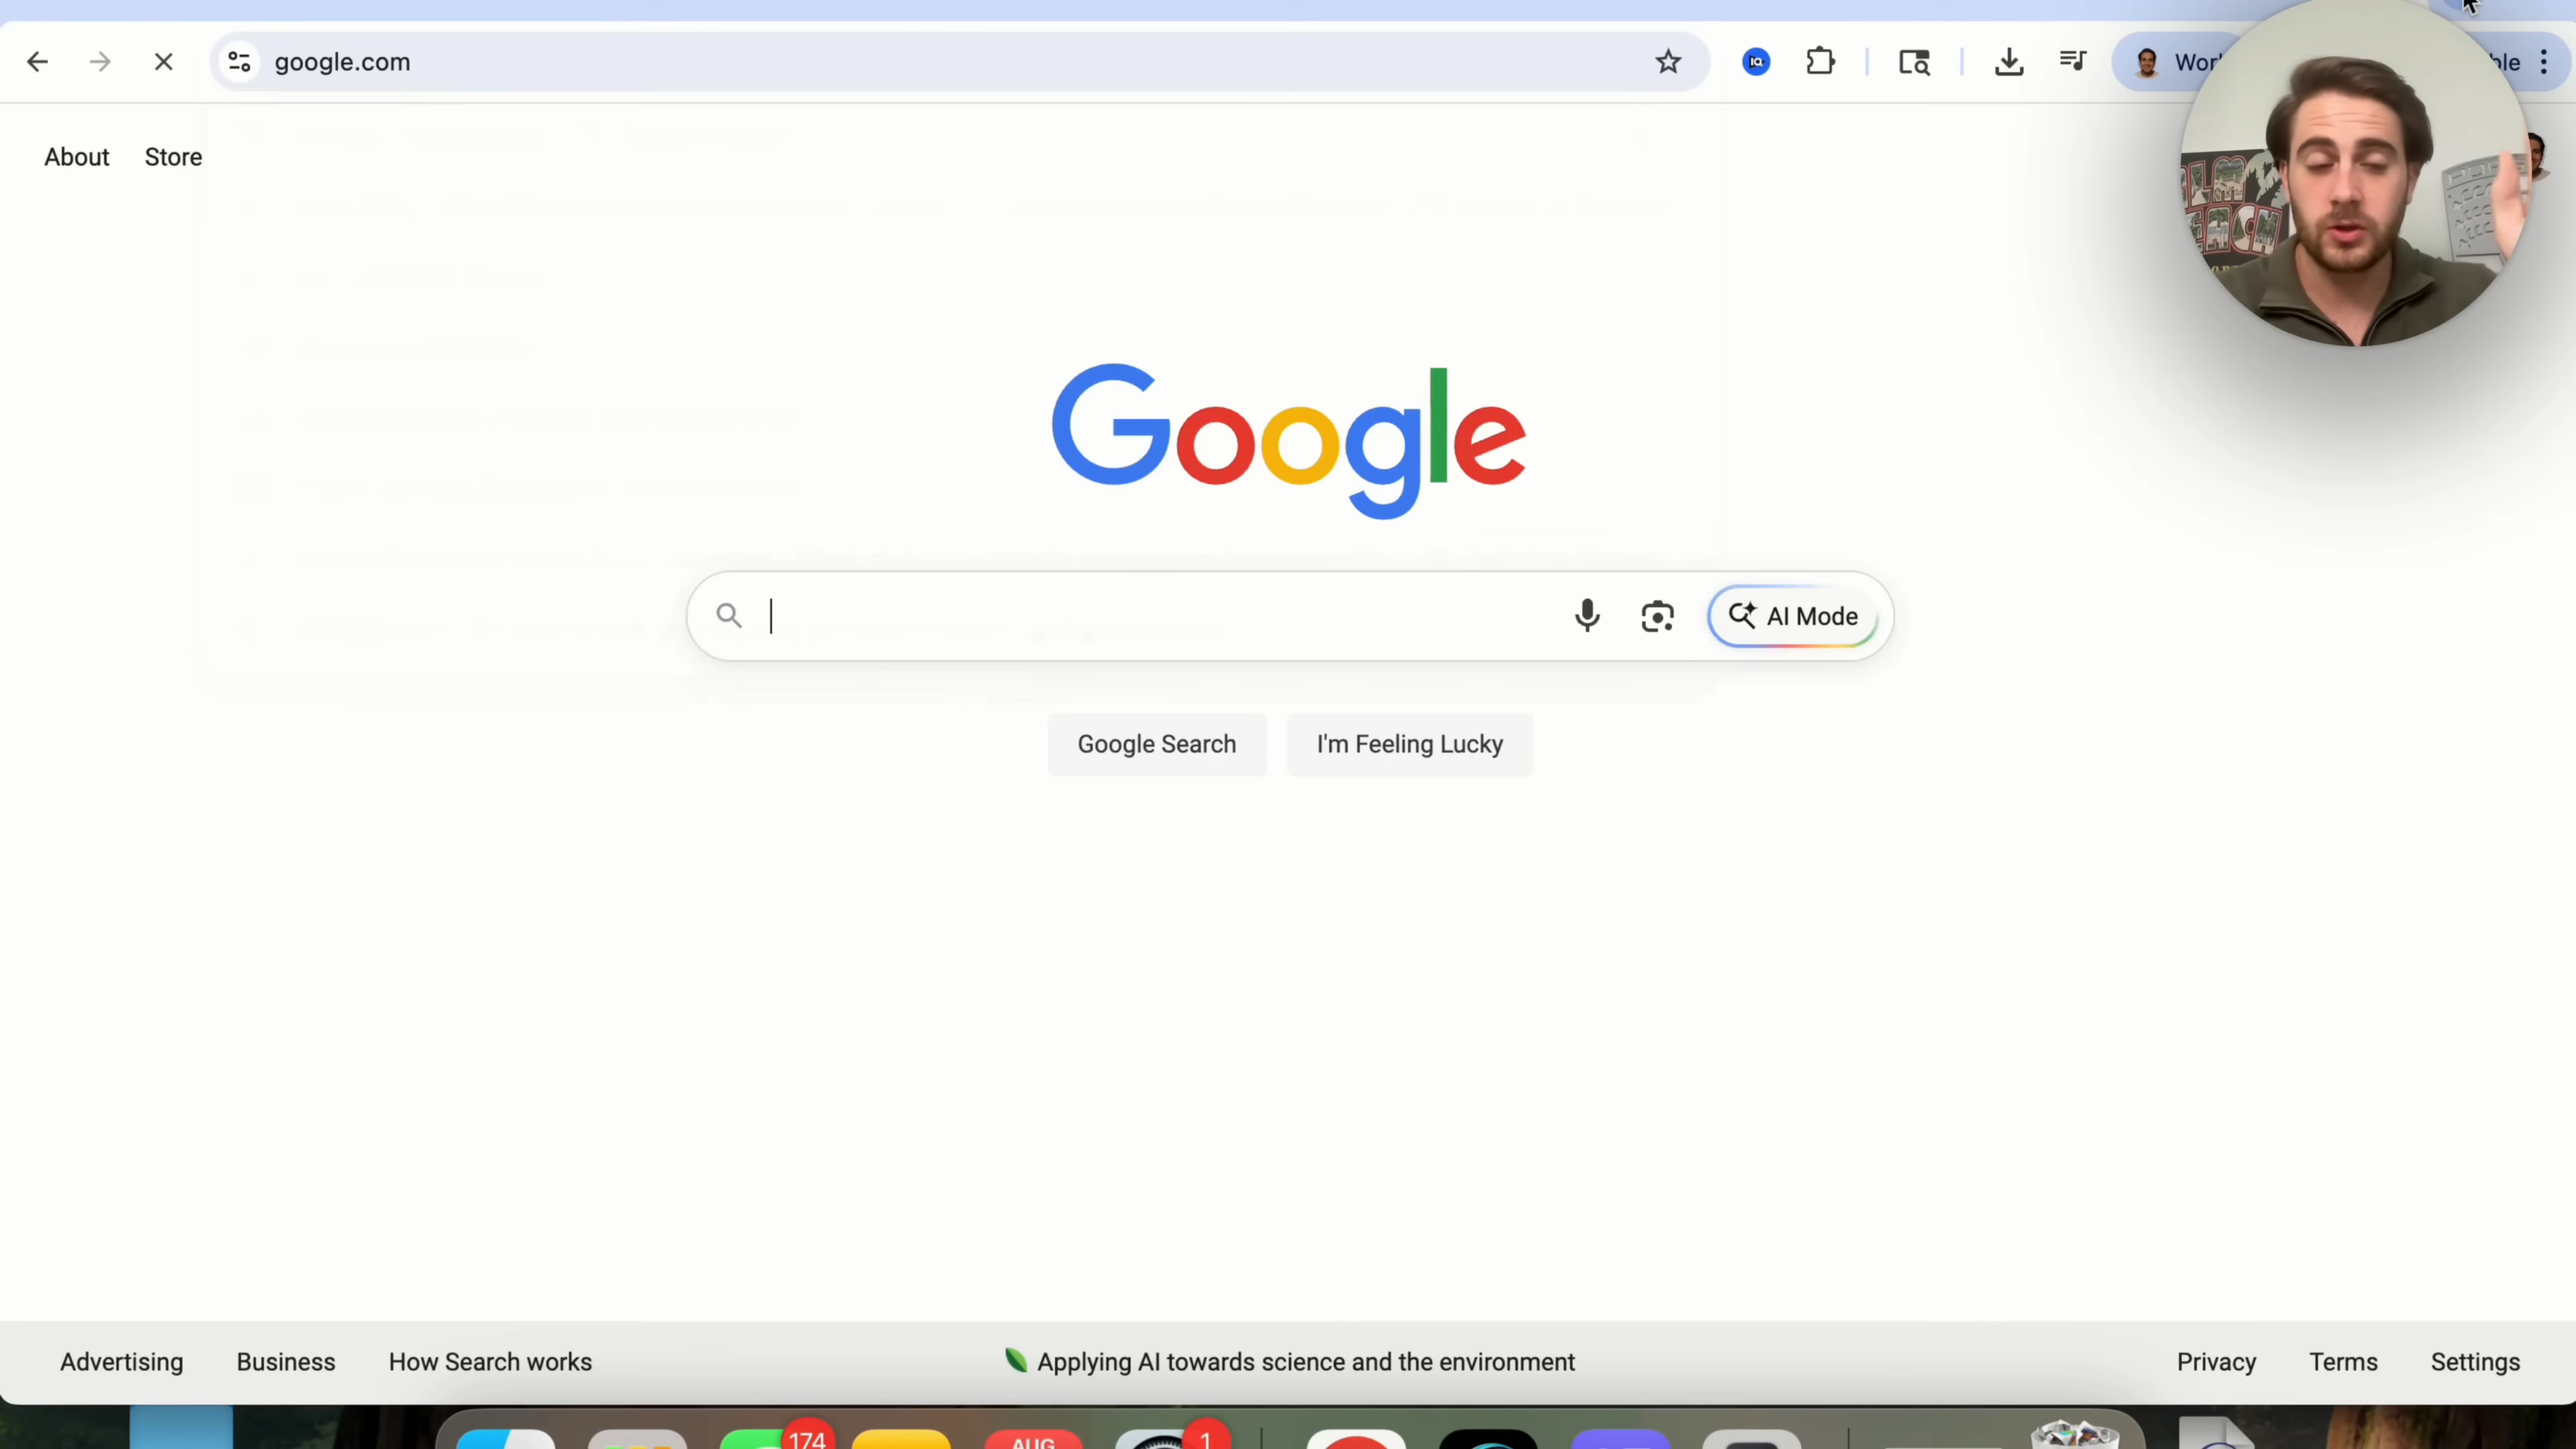 google.com
About Store
Google
AI Mode
Google Search
I'm Feeling Lucky
Advertising Business How Search works
Applying AI towards science and the environment
Privacy Terms Settings
174
AUG
1